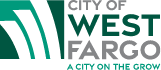 CITY OF
WEST
FARGO
A CITY ON THE GROW